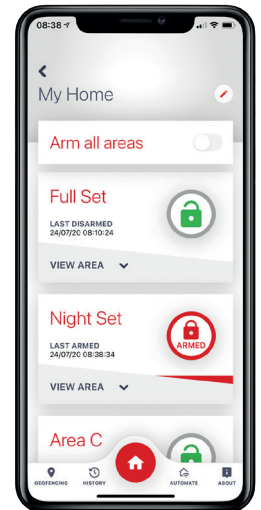 08:38
My Home
Arm all areas
Full Set
LAST DISARMED
24/07/20 08:10:24
VIEW AREA
Night Set
LAST ARMED
24/07/20 08:38:34
ARMED
VIEW AREA
Area C
GEOFENCING HISTORY AUTOMATE ABOUT